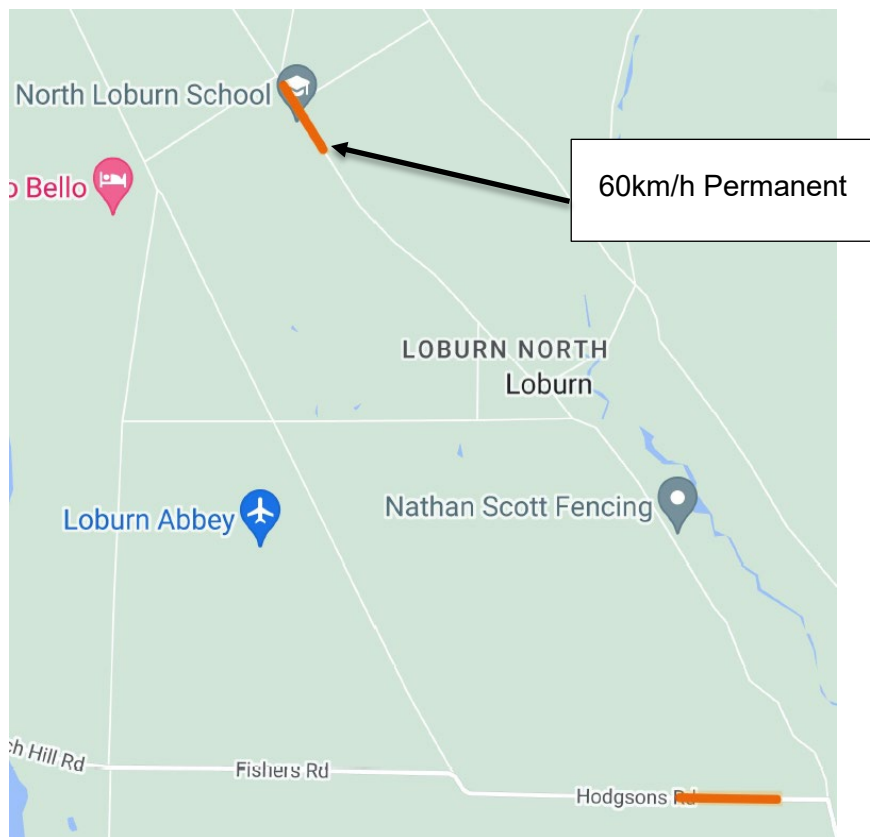 North Loburn School
60km/h Permanent
Bello
LOBURN NORTH
Loburn
Nathan Scott Fencing
Loburn Abbey
Hill Rd
Fishers Rd
Hodgsons Rd